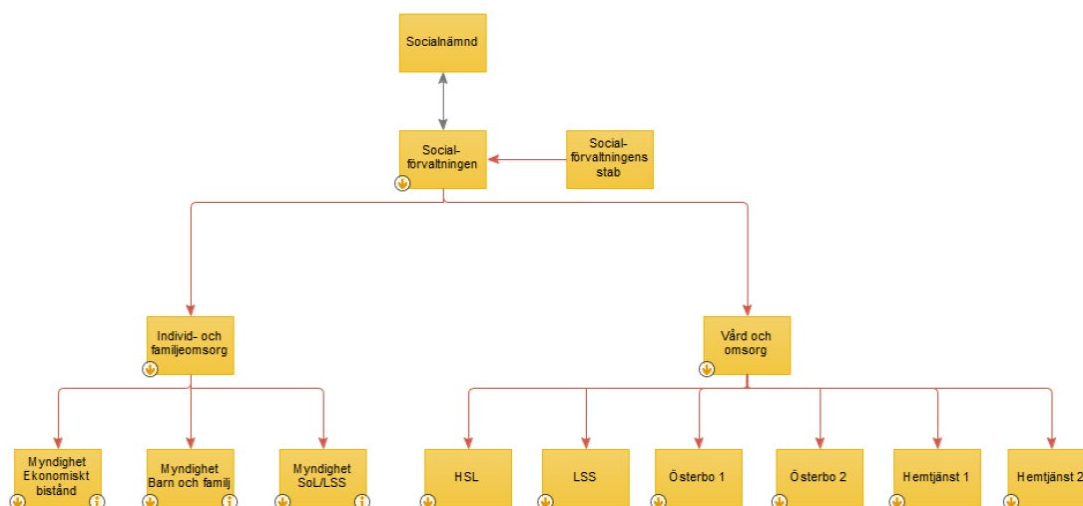 Socialnämnd
Social-
förvaltningen
Social-
förvaltningens
stab
Individ- och
familjeomsorg
Vård och
omsorg
Myndighet
Ekonomiskt
bistånd
Myndighet
Barn och familj
Myndighet
SoL/LSS
HSL
LSS
Österbo 1
Österbo 2
Hemtjänst 1
Hemtjänst 2